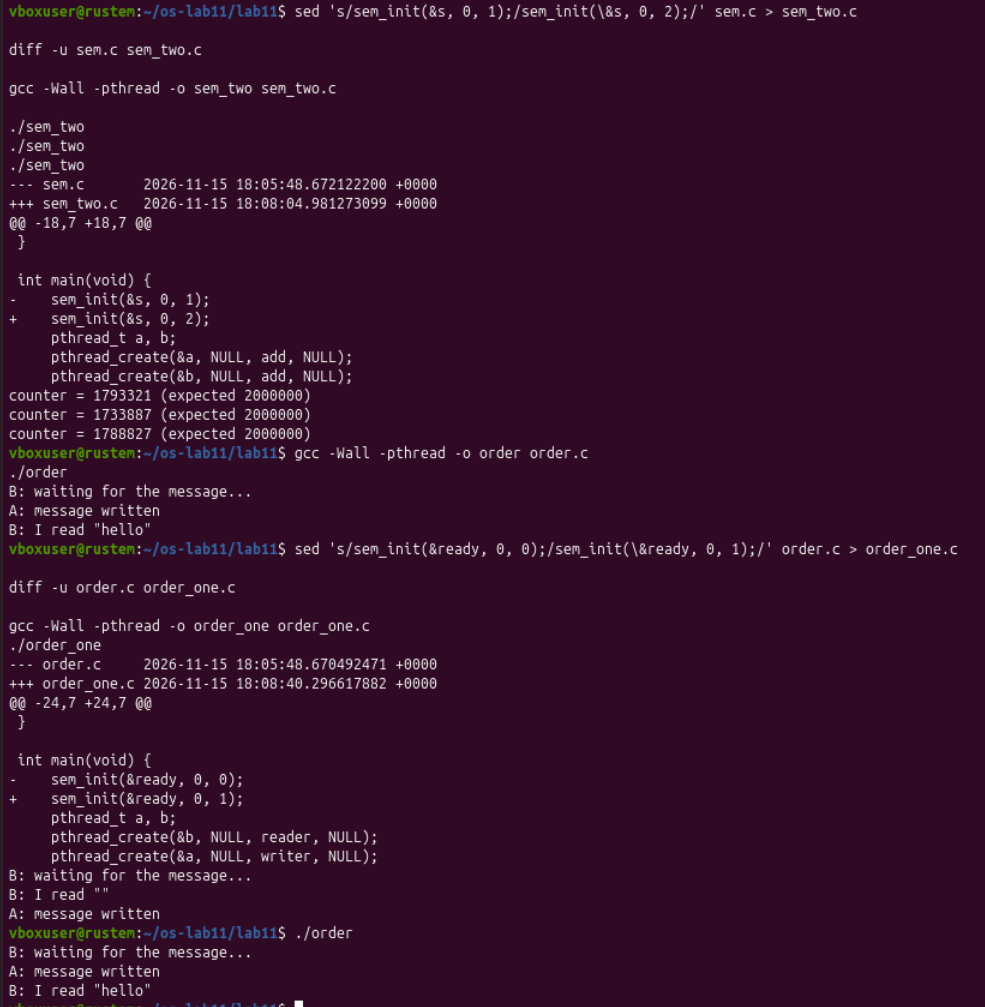 vboxuser@rustem:~/os-lab11/lab11$ sed 's/sem_init(&s, 0, 1);/sem_init(\&s, 0, 2);/' sem.c > sem_two.c
diff -u sem.c sem_two.c
gcc -Wall -pthread -o sem_two sem_two.c
./sem_two
./sem_two
./sem_two
--- sem.c       2026-11-15 18:05:48.672122200 +0000
+++ sem_two.c   2026-11-15 18:08:04.981273099 +0000
@@ -18,7 +18,7 @@
 }
 int main(void) {
-    sem_init(&s, 0, 1);
+    sem_init(&s, 0, 2);
     pthread_t a, b;
     pthread_create(&a, NULL, add, NULL);
     pthread_create(&b, NULL, add, NULL);
counter = 1793321 (expected 2000000)
counter = 1733887 (expected 2000000)
counter = 1788827 (expected 2000000)
vboxuser@rustem:~/os-lab11/lab11$ gcc -Wall -pthread -o order order.c
./order
B: waiting for the message...
A: message written
B: I read "hello"
vboxuser@rustem:~/os-lab11/lab11$ sed 's/sem_init(&ready, 0, 0);/sem_init(\&ready, 0, 1);/' order.c > order_one.c
diff -u order.c order_one.c
gcc -Wall -pthread -o order_one order_one.c
./order_one
--- order.c     2026-11-15 18:05:48.670492471 +0000
+++ order_one.c 2026-11-15 18:08:40.296617882 +0000
@@ -24,7 +24,7 @@
 }
 int main(void) {
-    sem_init(&ready, 0, 0);
+    sem_init(&ready, 0, 1);
     pthread_t a, b;
     pthread_create(&b, NULL, reader, NULL);
     pthread_create(&a, NULL, writer, NULL);
B: waiting for the message...
B: I read ""
A: message written
vboxuser@rustem:~/os-lab11/lab11$ ./order
B: waiting for the message...
A: message written
B: I read "hello"